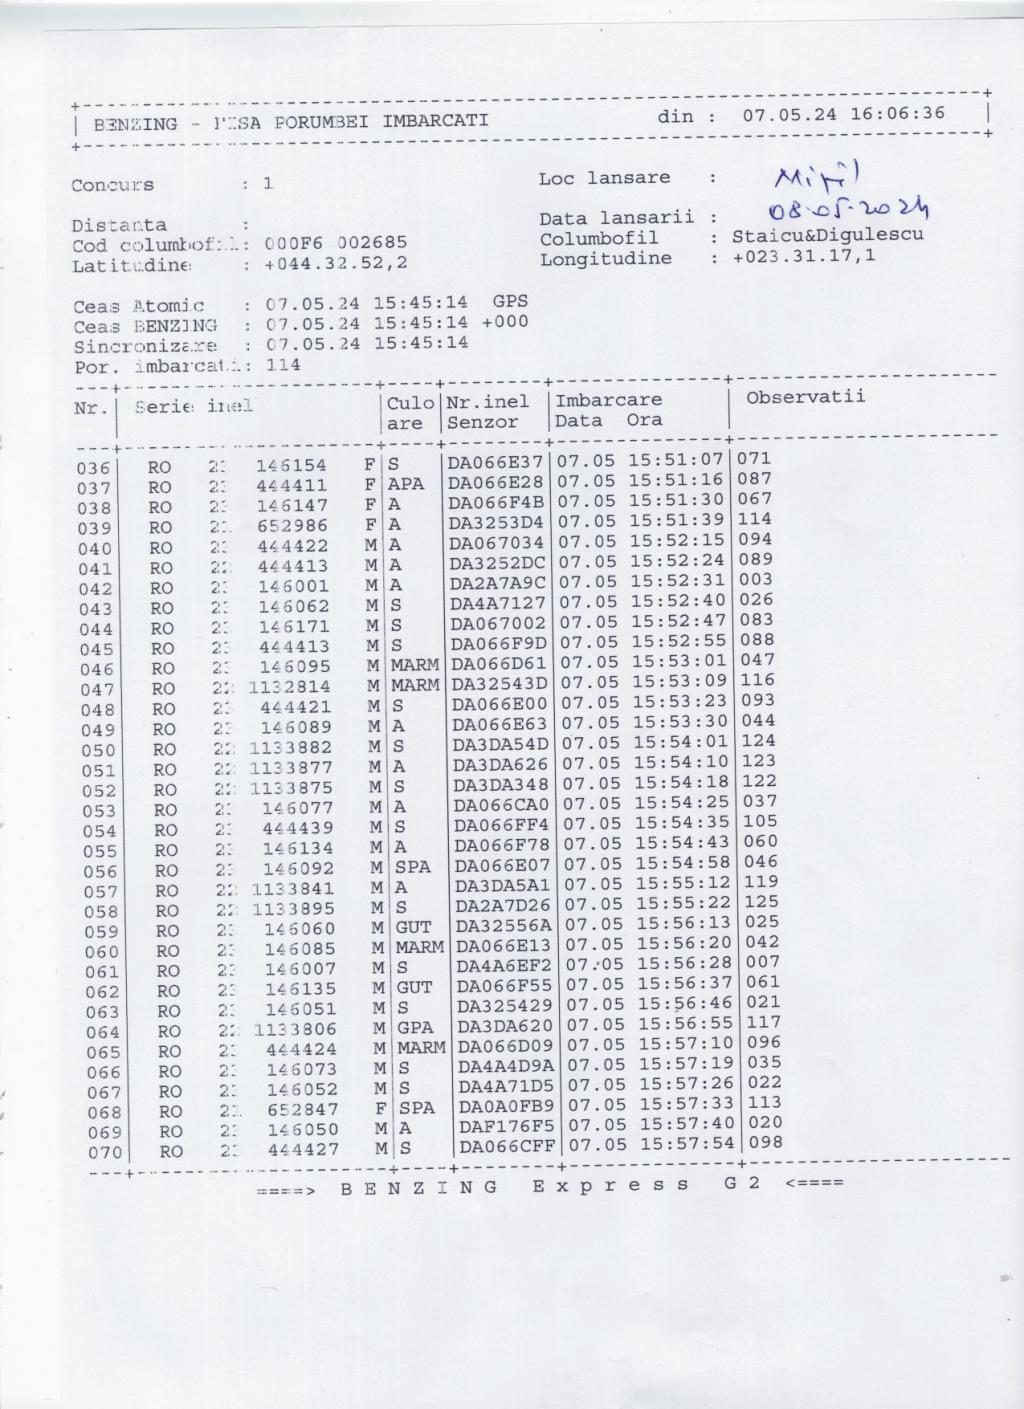 BENZING - LISA PORUMBEI IMBARCATI din : 07.05.24 16:06:36
Concurs : 1 Loc lansare : Mizil
Distanta : Data lansarii : 08.05.2024
Cod columbofil: 000F6 002685 Columbofil : Staicu&Digulescu
Latitudine : +044.32.52,2 Longitudine : +023.31.17,1
Ceas Atomic : 07.05.24 15:45:14 GPS
Ceas BENZING : 07.05.24 15:45:14 +000
Sincronizare : 07.05.24 15:45:14
Por. imbarcati: 114
Nr. Serie inel Culo Nr.inel Imbarcare Observatii
are Senzor Data Ora
036 RO 23 146154 F S DA066E37 07.05 15:51:07 071
037 RO 23 444411 F APA DA066E28 07.05 15:51:16 087
038 RO 23 146147 F A DA066F4B 07.05 15:51:30 067
039 RO 652986 F A DA3253D4 07.05 15:51:39 114
040 RO 23 444422 M A DA067034 07.05 15:52:15 094
041 RO 22 444413 M A DA3252DC 07.05 15:52:24 089
042 RO 23 146001 M A DA2A7A9C 07.05 15:52:31 003
043 RO 23 146062 M S DA4A7127 07.05 15:52:40 026
044 RO 23 146171 M S DA067002 07.05 15:52:47 083
045 RO 23 444413 M S DA066F9D 07.05 15:52:55 088
046 RO 23 146095 M MARM DA066D61 07.05 15:53:01 047
047 RO 22 1132814 M MARM DA32543D 07.05 15:53:09 116
048 RO 23 444421 M S DA066E00 07.05 15:53:23 093
049 RO 23 146089 M A DA066E63 07.05 15:53:30 044
050 RO 22 1133882 M S DA3DA54D 07.05 15:54:01 124
051 RO 22 1133877 M A DA3DA626 07.05 15:54:10 123
052 RO 22 1133875 M S DA3DA348 07.05 15:54:18 122
053 RO 23 146077 M A DA066CA0 07.05 15:54:25 037
054 RO 23 444439 M S DA066FF4 07.05 15:54:35 105
055 RO 23 146134 M A DA066F78 07.05 15:54:43 060
056 RO 23 146092 M SPA DA066E07 07.05 15:54:58 046
057 RO 22 1133841 M A DA3DA5A1 07.05 15:55:12 119
058 RO 22 1133895 M S DA2A7D26 07.05 15:55:22 125
059 RO 23 146060 M GUT DA32556A 07.05 15:56:13 025
060 RO 23 146085 M MARM DA066E13 07.05 15:56:20 042
061 RO 23 146007 M S DA4A6EF2 07.05 15:56:28 007
062 RO 23 146135 M GUT DA066F55 07.05 15:56:37 061
063 RO 23 146051 M S DA325429 07.05 15:56:46 021
064 RO 22 1133806 M GPA DA3DA620 07.05 15:56:55 117
065 RO 23 444424 M MARM DA066D09 07.05 15:57:10 096
066 RO 23 146073 M S DA4A4D9A 07.05 15:57:19 035
067 RO 23 146052 M S DA4A71D5 07.05 15:57:26 022
068 RO 652847 F SPA DA0A0FB9 07.05 15:57:33 113
069 RO 23 146050 M A DAF176F5 07.05 15:57:40 020
070 RO 23 444427 M S DA066CFF 07.05 15:57:54 098
====> B E N Z I N G E x p r e s s G 2 <====